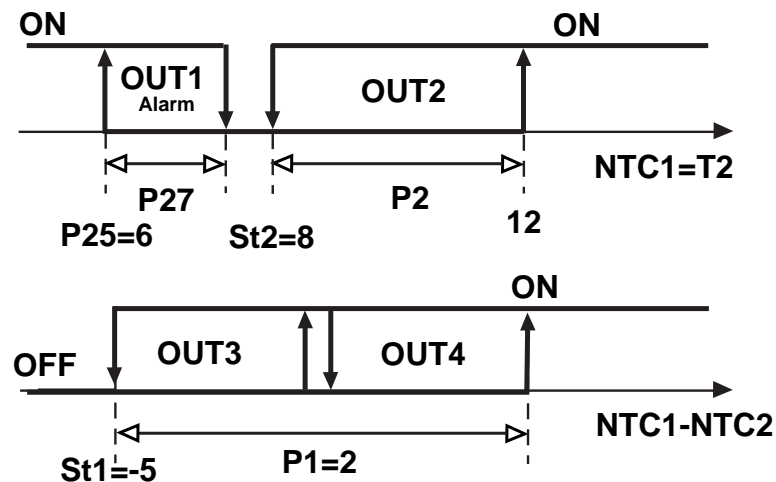 ON
ON
OUT1
Alarm
OUT2
NTC1=T2
P27
P2
P25=6
St2=8
12
ON
OUT3
OUT4
OFF
NTC1-NTC2
St1=-5
P1=2